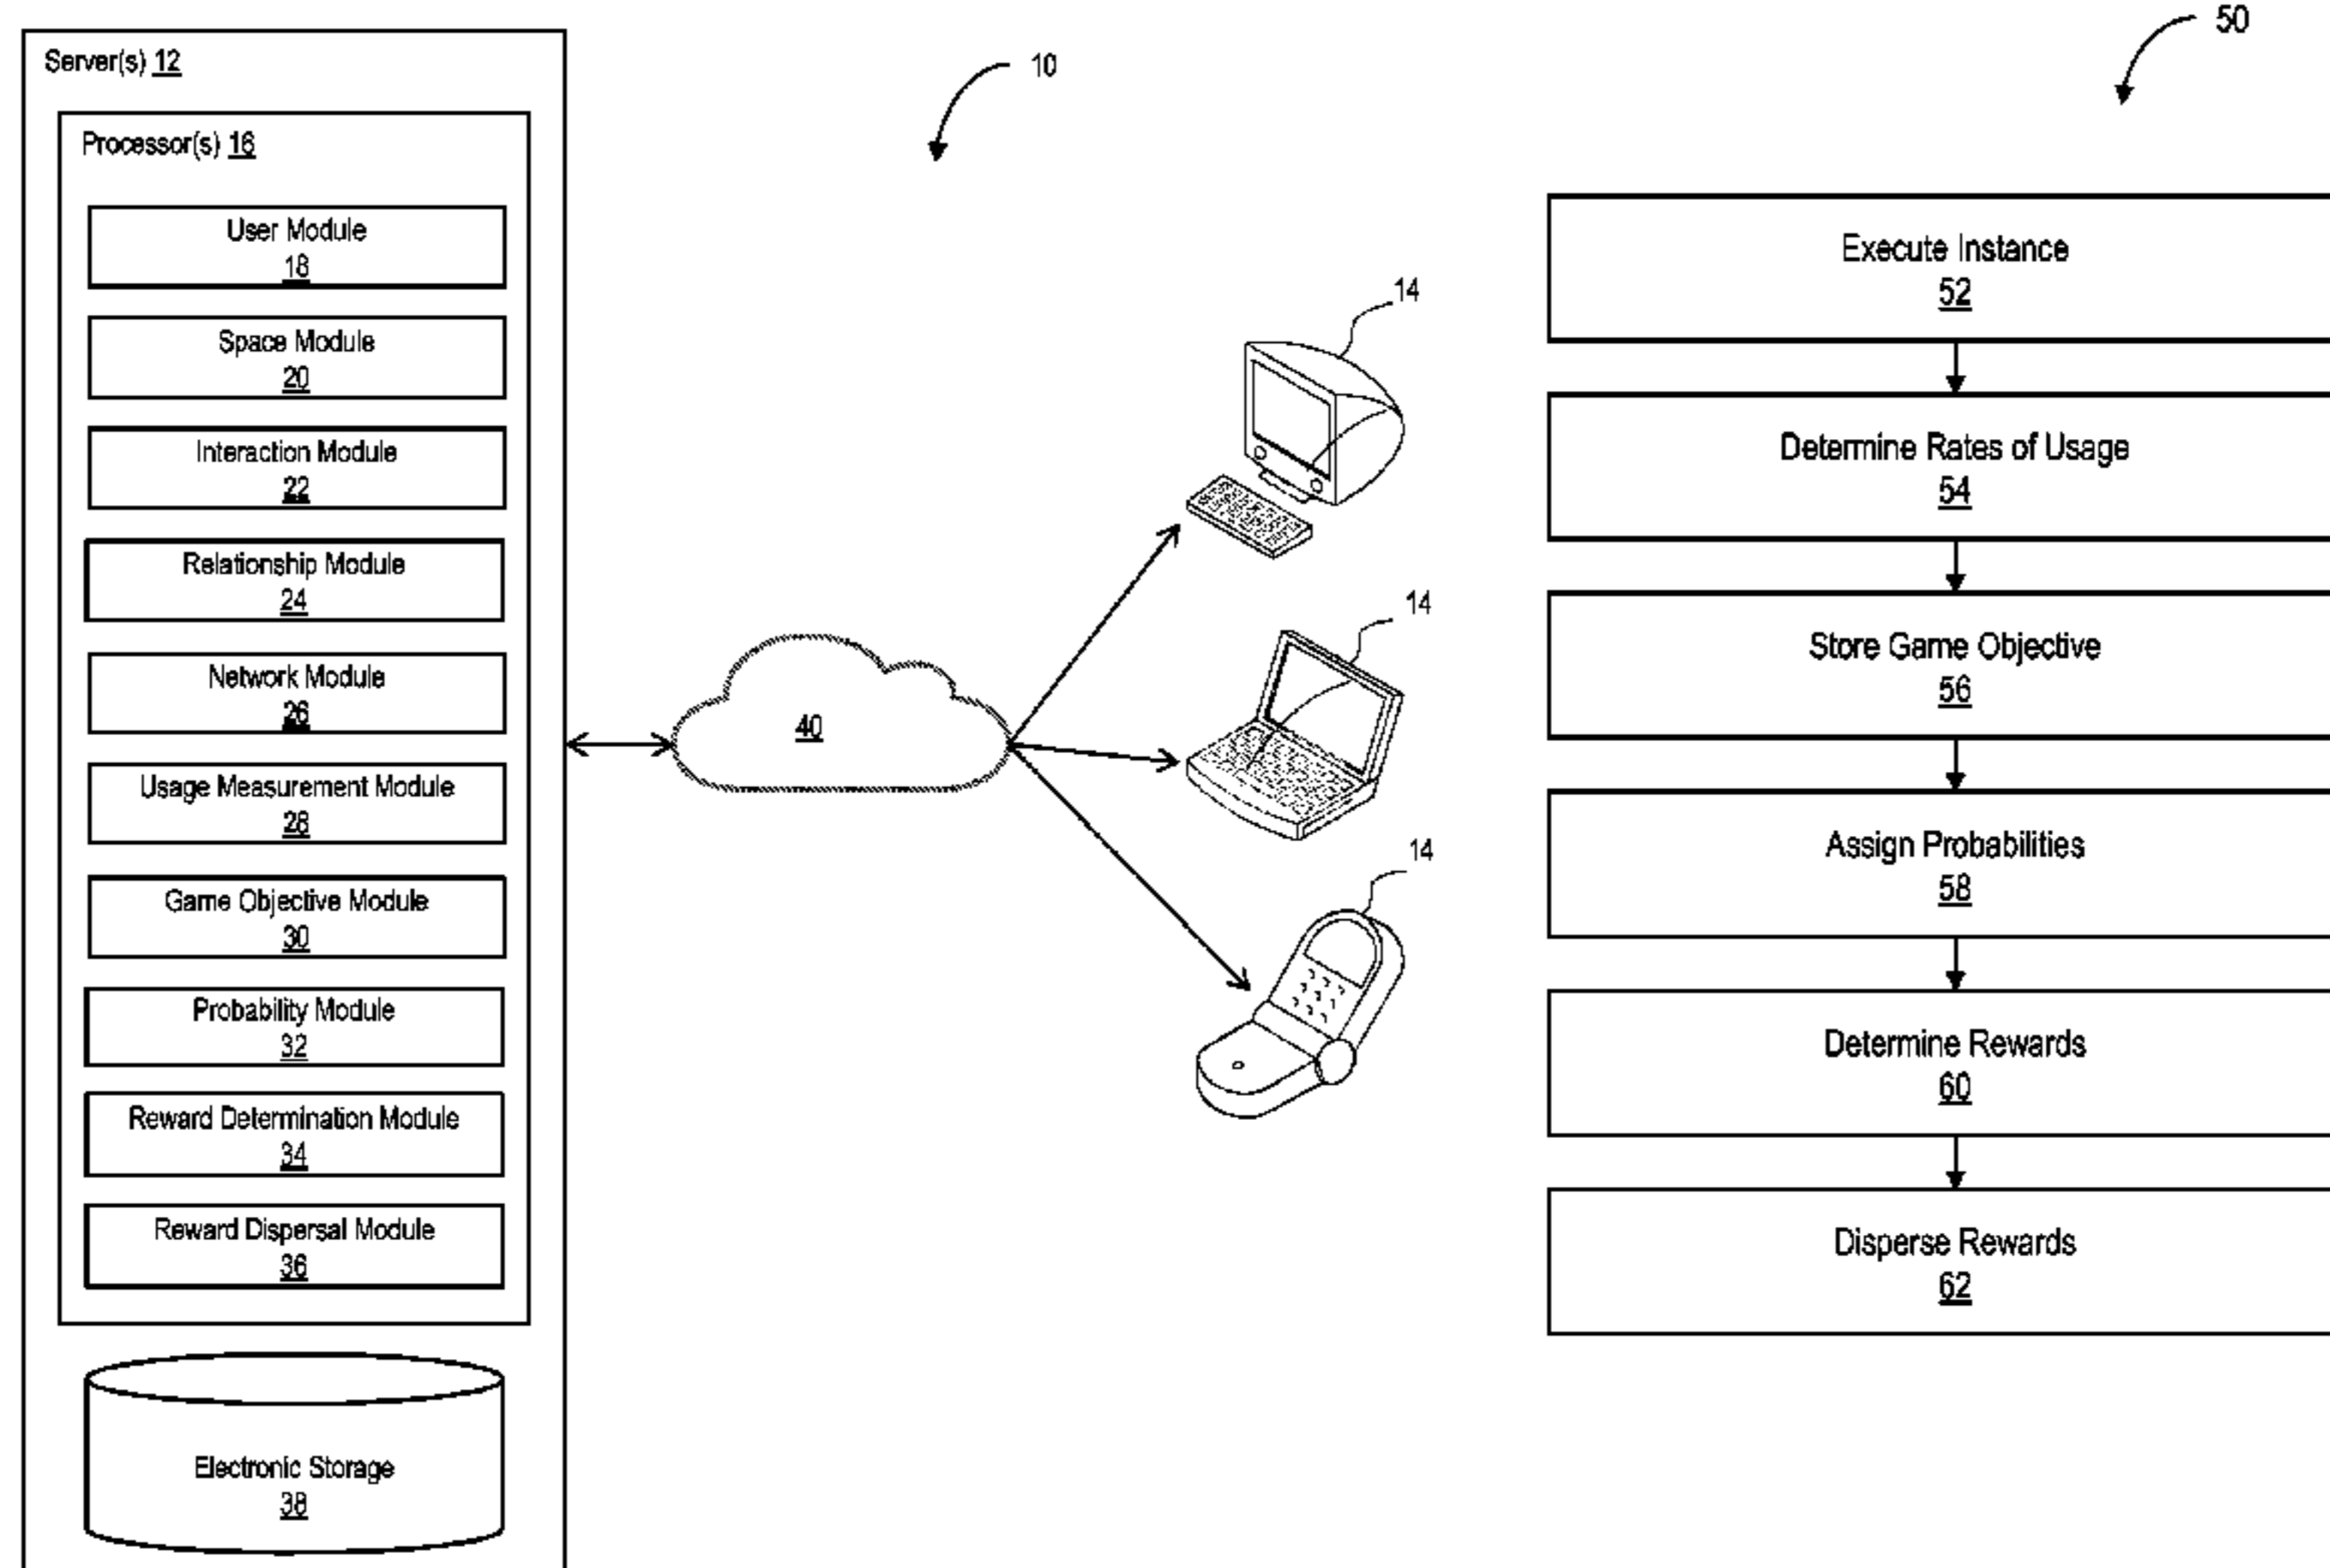 Server(s) 12
Processor(s) 16
User Module
18
Space Module
20
Interaction Module
22
Relationship Module
24
Network Module
26
Usage Measurement Module
28
Game Objective Module
30
Probability Module
32
Reward Determination Module
34
Reward Dispersal Module
36
Electronic Storage
38
10
40
14
14
14
50
Execute Instance
52
Determine Rates of Usage
54
Store Game Objective
56
Assign Probabilities
58
Determine Rewards
60
Disperse Rewards
62